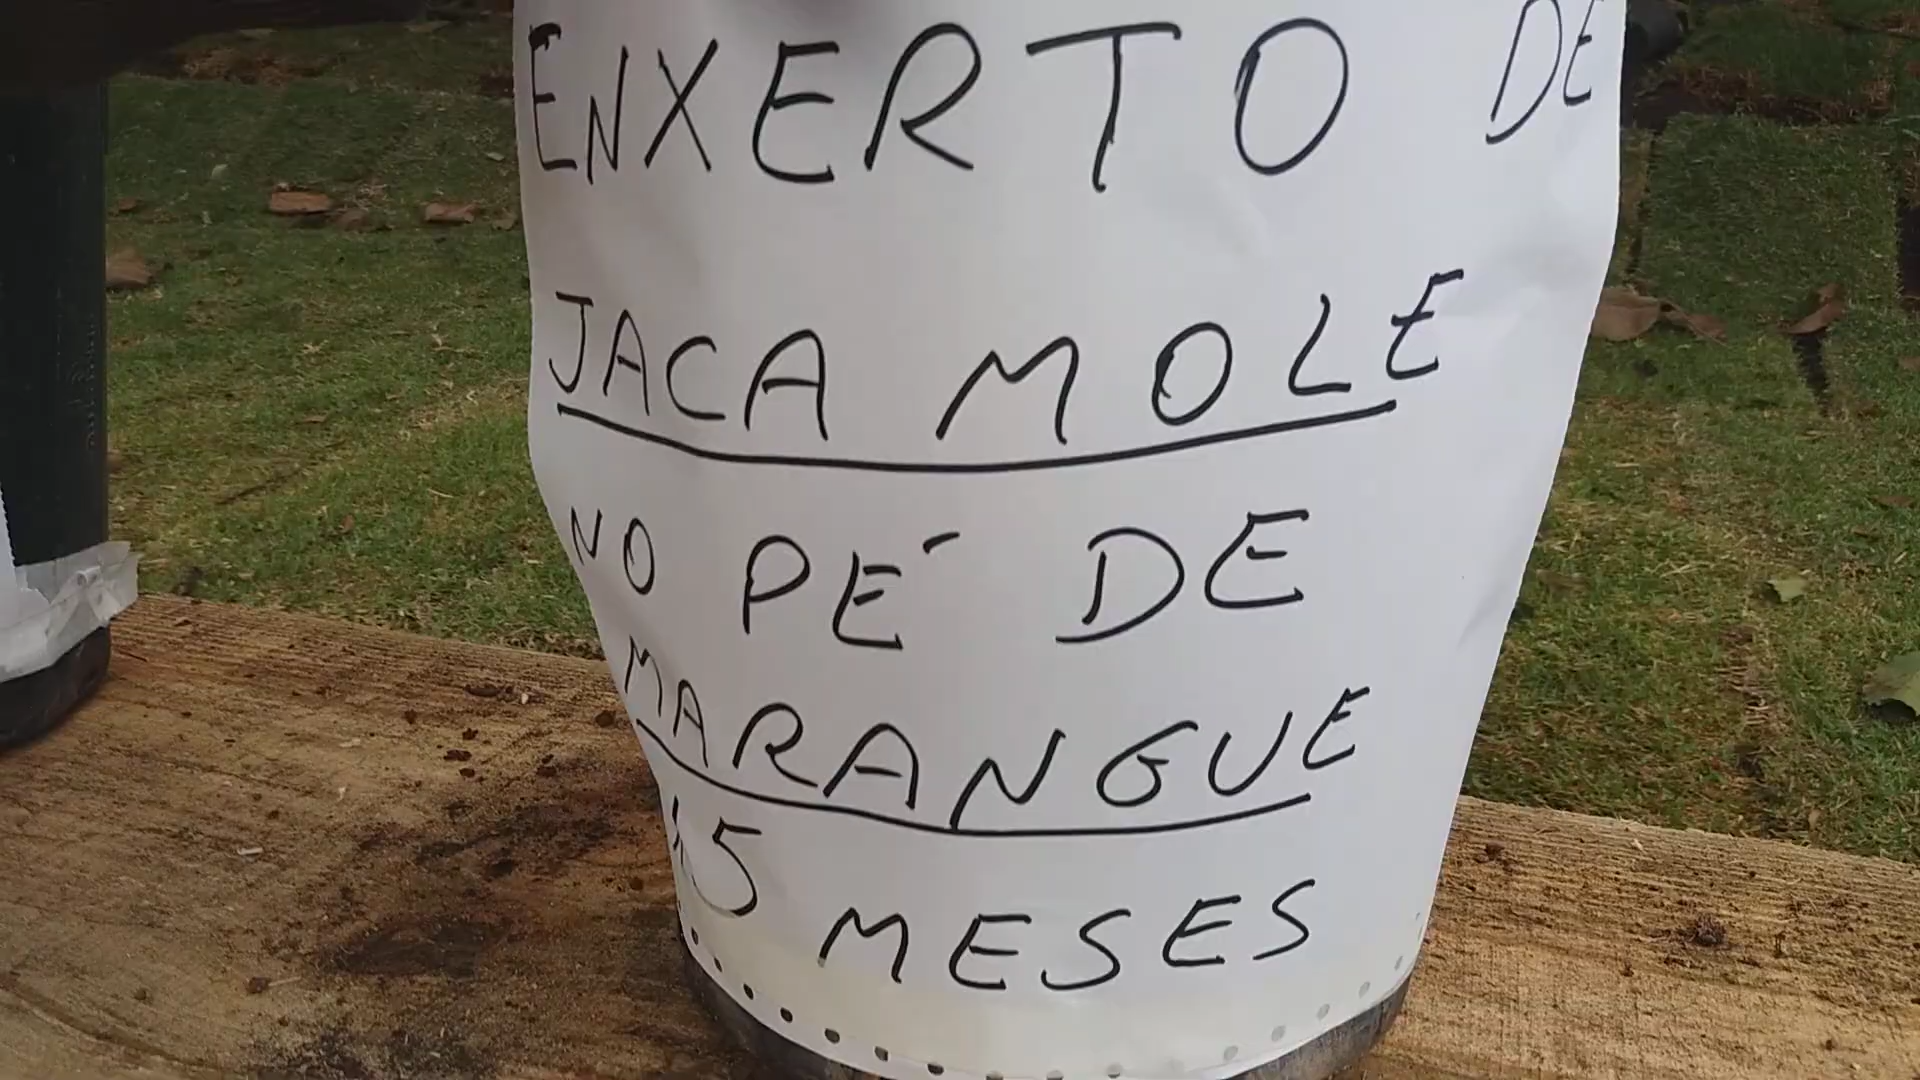 ENXERTO DE
JACA MOLE
NO PÉ DE
MARANGUE
15 MESES